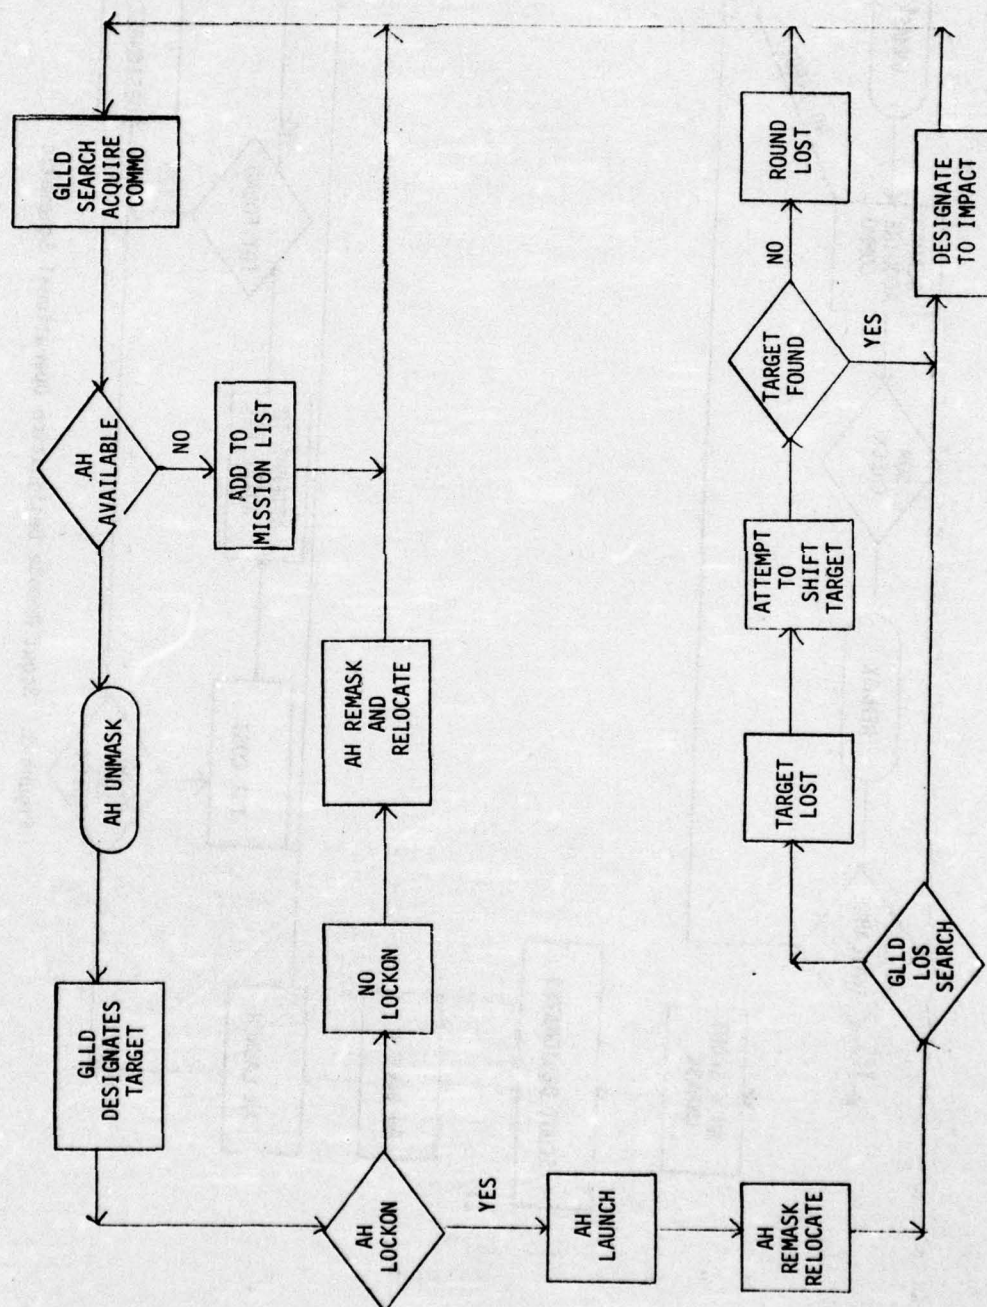 GLLD
SEARCH
ACQUIRE
COMMO
AH
AVAILABLE
NO
ADD TO
MISSION LIST
AH UNMASK
GLLD
DESIGNATES
TARGET
AH
LOCKON
NO
LOCKON
AH REMASK
AND
RELOCATE
YES
AH
LAUNCH
AH
REMASK
RELOCATE
GLLD
LOS
SEARCH
TARGET
LOST
ATTEMPT
TO
SHIFT
TARGET
TARGET
FOUND
NO
ROUND
LOST
YES
DESIGNATE
TO IMPACT